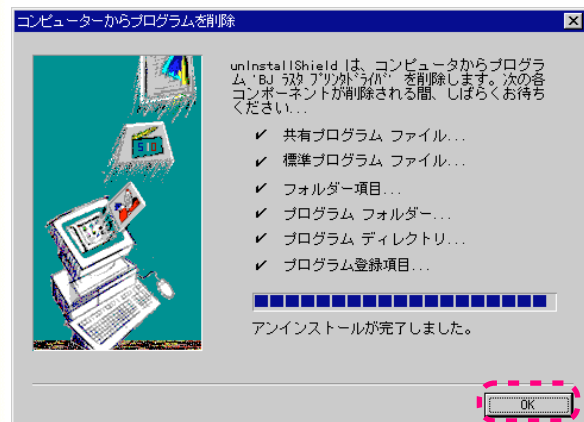 コンピューターからプログラムを削除
unInstallShield は、コンピュータからプログラ
ム 'BJ ﾗｽﾀ ﾌﾟﾘﾝﾀﾄﾞﾗｲﾊﾞ' を削除します。次の各
コンポーネントが削除される間、しばらくお待ち
ください...
✔ 共有プログラム ファイル...
✔ 標準プログラム ファイル...
✔ フォルダー項目...
✔ プログラム フォルダー...
✔ プログラム ディレクトリ...
✔ プログラム登録項目...
アンインストールが完了しました。
OK